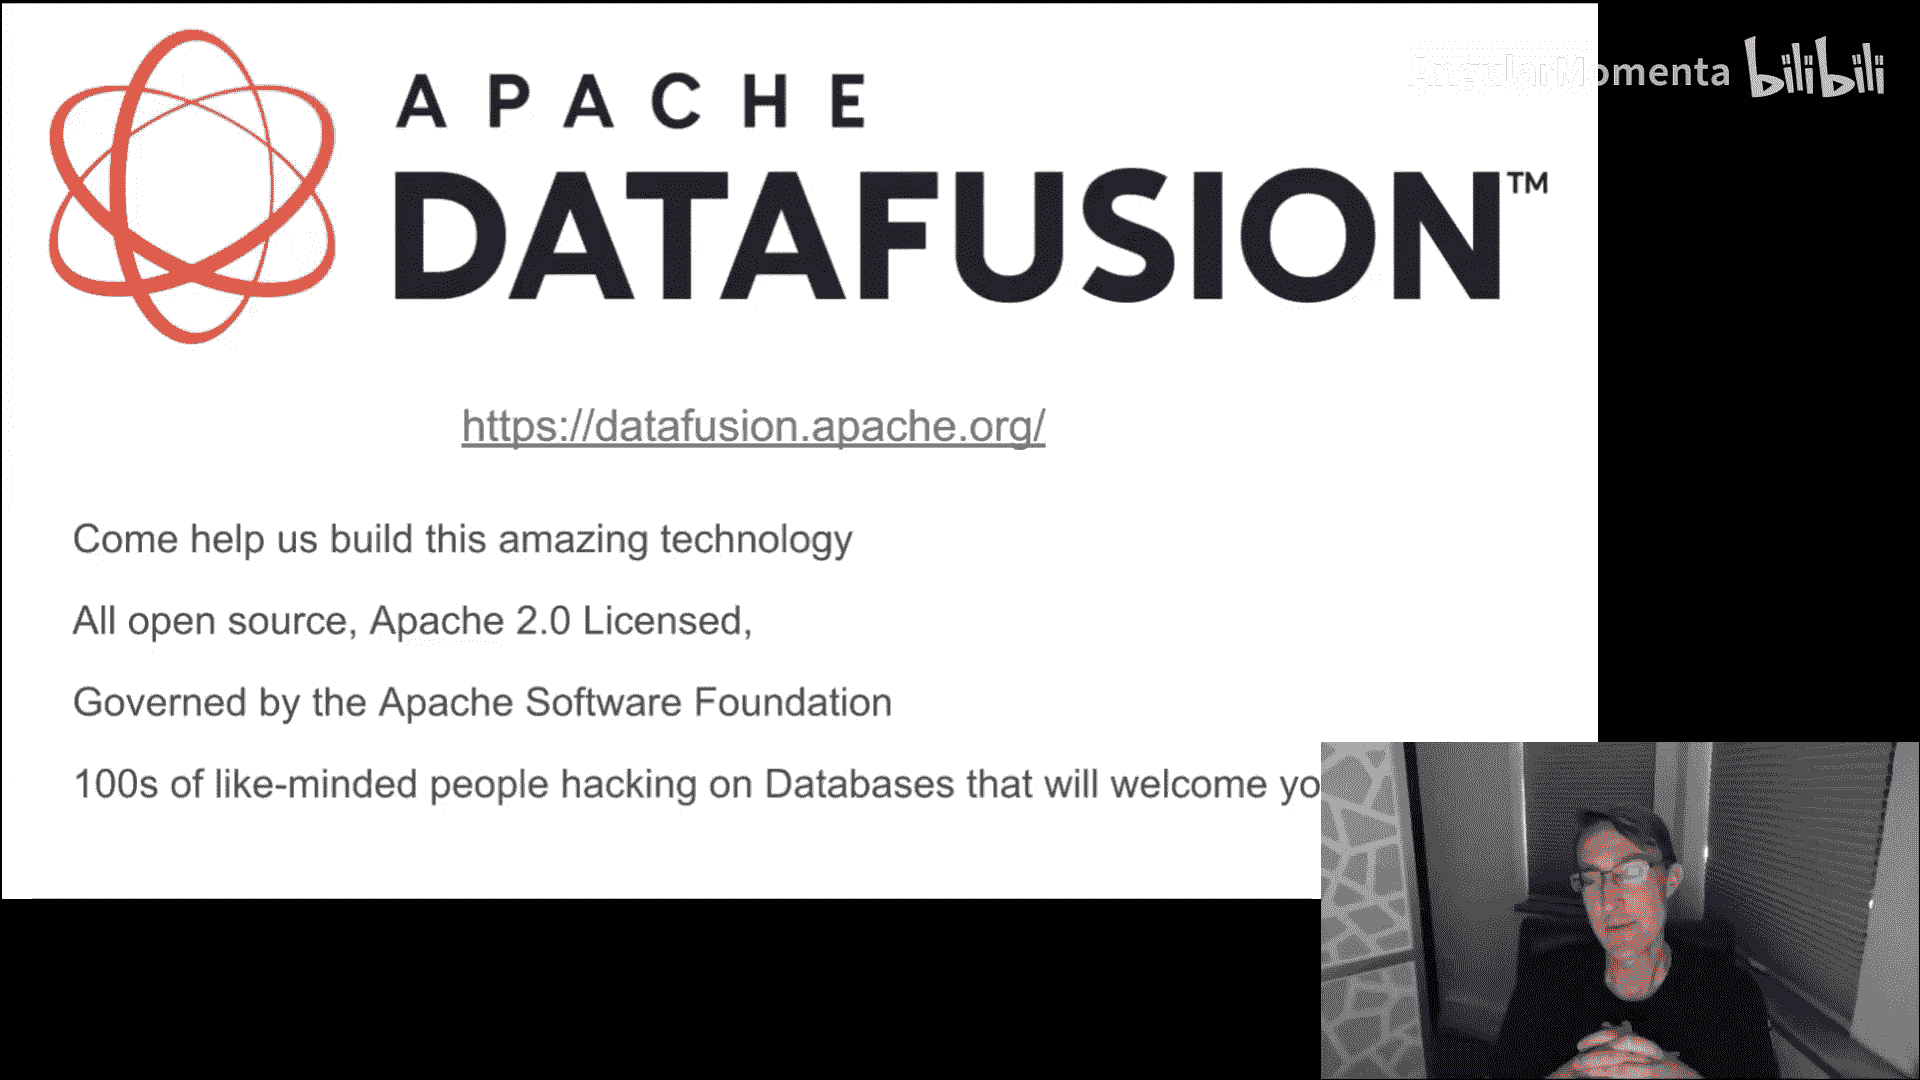 AngularMomenta bilibili
APACHE
DATAFUSION™
https://datafusion.apache.org/
Come help us build this amazing technology
All open source, Apache 2.0 Licensed,
Governed by the Apache Software Foundation
100s of like-minded people hacking on Databases that will welcome yo